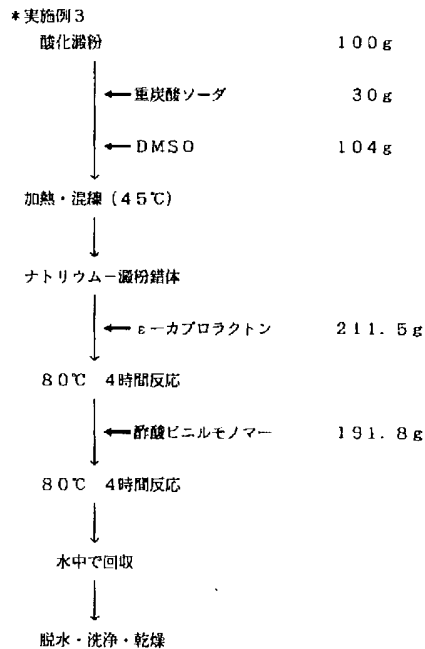 *実施例3
酸化澱粉 100g
重炭酸ソーダ 30g
DMSO 104g
加熱・混練(45℃)
ナトリウムー澱粉錯体
ε-カプロラクトン 211.5g
80℃ 4時間反応
酢酸ビニルモノマー 191.8g
80℃ 4時間反応
水中で回収
脱水・洗浄・乾燥